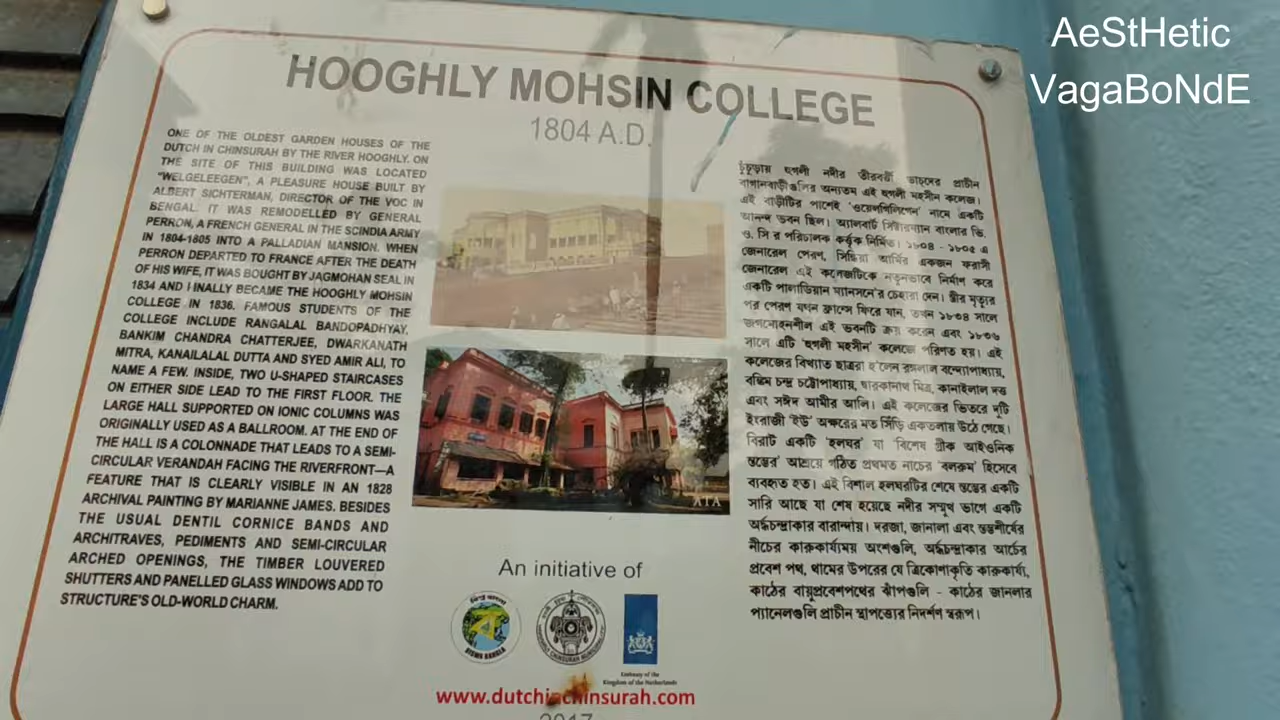 AeStHetic
VagaBoNdE
HOOGHLY MOHSIN COLLEGE
1804 A.D.
ONE OF THE OLDEST GARDEN HOUSES OF THE
DUTCH IN CHINSURAH BY THE RIVER HOOGHLY. ON
THE SITE OF THIS BUILDING WAS LOCATED
"WELGELEEGEN", A PLEASURE HOUSE BUILT BY
ALBERT SICHTERMAN, DIRECTOR OF THE VOC IN
BENGAL. IT WAS REMODELLED BY GENERAL
PERRON, A FRENCH GENERAL IN THE SCINDIA ARMY
IN 1804-1805 INTO A PALLADIAN MANSION. WHEN
PERRON DEPARTED TO FRANCE AFTER THE DEATH
OF HIS WIFE, IT WAS BOUGHT BY JAGMOHAN SEAL IN
1834 AND FINALLY BECAME THE HOOGHLY MOHSIN
COLLEGE IN 1836. FAMOUS STUDENTS OF THE
COLLEGE INCLUDE RANGALAL BANDOPADHYAY,
BANKIM CHANDRA CHATTERJEE, DWARKANATH
MITRA, KANAILALAL DUTTA AND SYED AMIR ALI, TO
NAME A FEW. INSIDE, TWO U-SHAPED STAIRCASES
ON EITHER SIDE LEAD TO THE FIRST FLOOR. THE
LARGE HALL SUPPORTED ON IONIC COLUMNS WAS
ORIGINALLY USED AS A BALLROOM. AT THE END OF
THE HALL IS A COLONNADE THAT LEADS TO A SEMI-
CIRCULAR VERANDAH FACING THE RIVERFRONT—A
FEATURE THAT IS CLEARLY VISIBLE IN AN 1828
ARCHIVAL PAINTING BY MARIANNE JAMES. BESIDES
THE USUAL DENTIL CORNICE BANDS AND
ARCHITRAVES, PEDIMENTS AND SEMI-CIRCULAR
ARCHED OPENINGS, THE TIMBER LOUVERED
SHUTTERS AND PANELLED GLASS WINDOWS ADD TO
STRUCTURE'S OLD-WORLD CHARM.
চুঁচুড়ায় হুগলী নদীর তীরবর্ত্তী ডাচ্‌দের প্রাচীন
বাগানবাড়ীগুলির অন্যতম এই হুগলী মহসীন কলেজ।
এই বাড়ীটির পাশেই 'ওয়েলগিলিগেন' নামে একটি
আনন্দ ভবন ছিল। অ্যালবার্ট সিক্টারম্যান বাংলার ভি.
ও. সি র পরিচালক কর্তৃক নির্মিত। ১৮০৪ - ১৮০৫ এ
জেনারেল পেরণ, সিন্ধিয়া আর্মির একজন ফরাসী
জেনারেল এই কলেজটিকে নতুনভাবে নির্মাণ করে
একটি পালাডিয়ান ম্যানসনে'র চেহারা দেন। স্ত্রীর মৃত্যুর
পর পেরণ যখন ফ্রান্সে ফিরে যান, তখন ১৮৩৪ সালে
জগমোহনশীল এই ভবনটি ক্রয় করেন এবং ১৮৩৬
সালে এটি 'হুগলী মহসীন' কলেজে পরিণত হয়। এই
কলেজের বিখ্যাত ছাত্ররা হ'লেন রঙ্গলাল বন্দ্যোপাধ্যায়,
বঙ্কিম চন্দ্র চট্টোপাধ্যায়, দ্বারকানাথ মিত্র, কানাইলাল দত্ত
এবং সঈদ আমীর আলি। এই কলেজের ভিতরে দুটি
ইংরাজী 'ইউ' অক্ষরের মত সিঁড়ি একতলায় উঠে গেছে।
বিরাট একটি 'হলঘর' যা 'বিশেষ গ্রীক আইওনিক
স্তম্ভের' আশ্রয়ে গঠিত প্রথমত নাচের 'বলরুম' হিসেবে
ব্যবহৃত হত। এই বিশাল হলঘরটির শেষে স্তম্ভের একটি
সারি আছে যা শেষ হয়েছে নদীর সম্মুখ ভাগে একটি
অর্দ্ধচন্দ্রাকার বারান্দায়। দরজা, জানালা এবং স্তম্ভশীর্ষের
নীচের কারুকার্য্যময় অংশগুলি, অর্দ্ধচন্দ্রাকার আর্চের
প্রবেশ পথ, থামের উপরের যে ত্রিকোণাকৃতি কারুকার্য্য,
কাঠের বায়ুপ্রবেশপথের ঝাঁপগুলি - কাঠের জানলার
প্যানেলগুলি প্রাচীন স্থাপত্যের নিদর্শন স্বরূপ।
An initiative of
BISWA BANGLA
Embassy of the
Kingdom of the Netherlands
www.dutchinchinsurah.com
2017